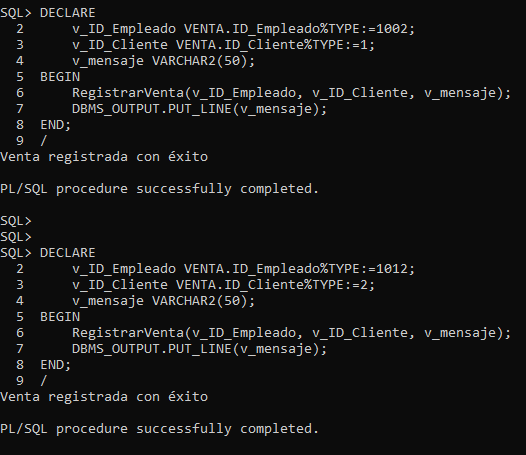 SQL> DECLARE
  2      v_ID_Empleado VENTA.ID_Empleado%TYPE:=1002;
  3      v_ID_Cliente VENTA.ID_Cliente%TYPE:=1;
  4      v_mensaje VARCHAR2(50);
  5  BEGIN
  6      RegistrarVenta(v_ID_Empleado, v_ID_Cliente, v_mensaje);
  7      DBMS_OUTPUT.PUT_LINE(v_mensaje);
  8  END;
  9  /
Venta registrada con éxito

PL/SQL procedure successfully completed.

SQL>
SQL>
SQL> DECLARE
  2      v_ID_Empleado VENTA.ID_Empleado%TYPE:=1012;
  3      v_ID_Cliente VENTA.ID_Cliente%TYPE:=2;
  4      v_mensaje VARCHAR2(50);
  5  BEGIN
  6      RegistrarVenta(v_ID_Empleado, v_ID_Cliente, v_mensaje);
  7      DBMS_OUTPUT.PUT_LINE(v_mensaje);
  8  END;
  9  /
Venta registrada con éxito

PL/SQL procedure successfully completed.